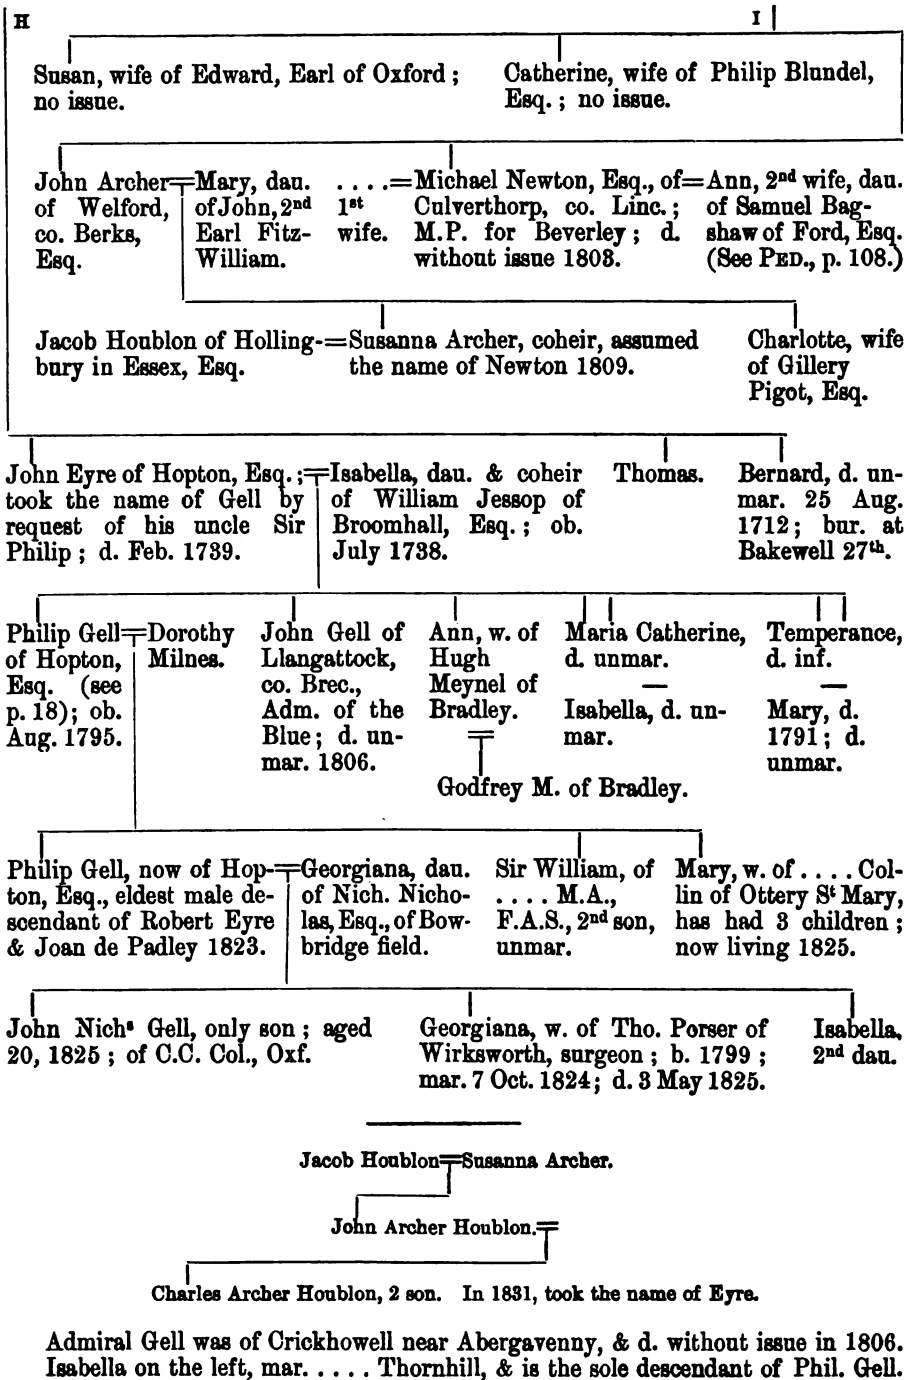 H
I
Susan, wife of Edward, Earl of Oxford ;
no issue.
Catherine, wife of Philip Blundel,
Esq. ; no issue.
John Archer
of Welford,
co. Berks,
Esq.
=Mary, dau.
of John, 2nd
Earl Fitz-
William.
. . . .=
1st
wife.
Michael Newton, Esq., of=
Culverthorp, co. Linc. ;
M.P. for Beverley ; d.
without issue 1803.
Ann, 2nd wife, dau.
of Samuel Bag-
shaw of Ford, Esq.
(See PED., p. 108.)
Jacob Houblon of Holling-=
bury in Essex, Esq.
Susanna Archer, coheir, assumed
the name of Newton 1809.
Charlotte, wife
of Gillery
Pigot, Esq.
John Eyre of Hopton, Esq. ;=
took the name of Gell by
request of his uncle Sir
Philip ; d. Feb. 1739.
Isabella, dau. & coheir
of William Jessop of
Broomhall, Esq. ; ob.
July 1738.
Thomas.
Bernard, d. un-
mar. 25 Aug.
1712 ; bur. at
Bakewell 27th.
Philip Gell=
of Hopton,
Esq. (see
p. 18) ; ob.
Aug. 1795.
Dorothy
Milnes.
John Gell of
Llangattock,
co. Brec.,
Adm. of the
Blue ; d. un-
mar. 1806.
Ann, w. of
Hugh
Meynel of
Bradley.
=
Godfrey M. of Bradley.
Maria Catherine,
d. unmar.
—
Isabella, d. un-
mar.
Temperance,
d. inf.
—
Mary, d.
1791 ; d.
unmar.
Philip Gell, now of Hop-=
ton, Esq., eldest male de-
scendant of Robert Eyre
& Joan de Padley 1823.
Georgiana, dau.
of Nich. Nicho-
las, Esq., of Bow-
bridge field.
Sir William, of
. . . . M.A.,
F.A.S., 2nd son,
unmar.
Mary, w. of . . . . Col-
lin of Ottery St Mary,
has had 3 children ;
now living 1825.
John Nichs Gell, only son ; aged
20, 1825 ; of C.C. Col., Oxf.
Georgiana, w. of Tho. Porser of
Wirksworth, surgeon ; b. 1799 ;
mar. 7 Oct. 1824 ; d. 3 May 1825.
Isabella,
2nd dau.
Jacob Houblon=Susanna Archer.
John Archer Houblon.=
Charles Archer Houblon, 2 son. In 1831, took the name of Eyre.
Admiral Gell was of Crickhowell near Abergavenny, & d. without issue in 1806.
Isabella on the left, mar. . . . . Thornhill, & is the sole descendant of Phil. Gell.